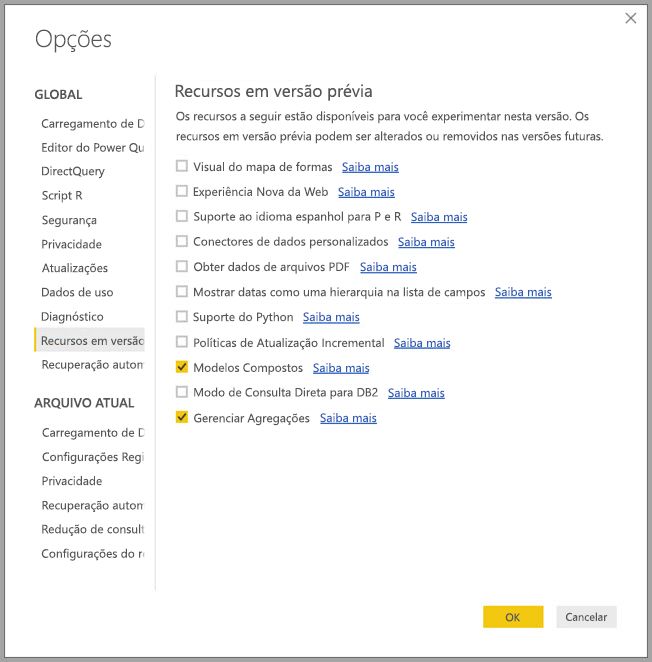 Opções
GLOBAL
Carregamento de D
Editor do Power Qu
DirectQuery
Script R
Segurança
Privacidade
Atualizações
Dados de uso
Diagnóstico
Recursos em versão
Recuperação autom
ARQUIVO ATUAL
Carregamento de D
Configurações Regi
Privacidade
Recuperação autom
Redução de consult
Configurações do r
Recursos em versão prévia
Os recursos a seguir estão disponíveis para você experimentar nesta versão. Os
recursos em versão prévia podem ser alterados ou removidos nas versões futuras.
Visual do mapa de formas Saiba mais
Experiência Nova da Web Saiba mais
Suporte ao idioma espanhol para P e R Saiba mais
Conectores de dados personalizados Saiba mais
Obter dados de arquivos PDF Saiba mais
Mostrar datas como uma hierarquia na lista de campos Saiba mais
Suporte do Python Saiba mais
Políticas de Atualização Incremental Saiba mais
Modelos Compostos Saiba mais
Modo de Consulta Direta para DB2 Saiba mais
Gerenciar Agregações Saiba mais
OK Cancelar